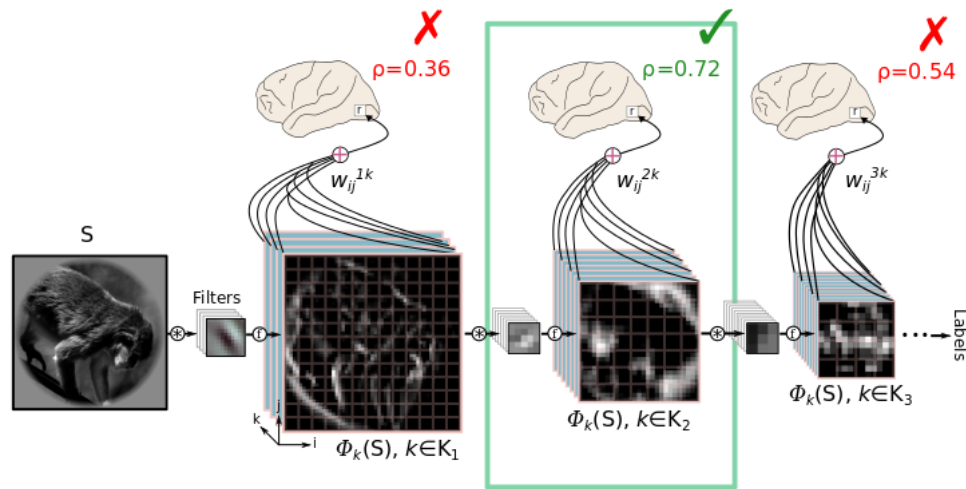 ✗ ✓ ✗
ρ=0.36 ρ=0.72 ρ=0.54
r r r
w_ij^1k w_ij^2k w_ij^3k
S
Filters
f f f
Labels
j
k
i
Φ_k(S), k∈K_1 Φ_k(S), k∈K_2 Φ_k(S), k∈K_3